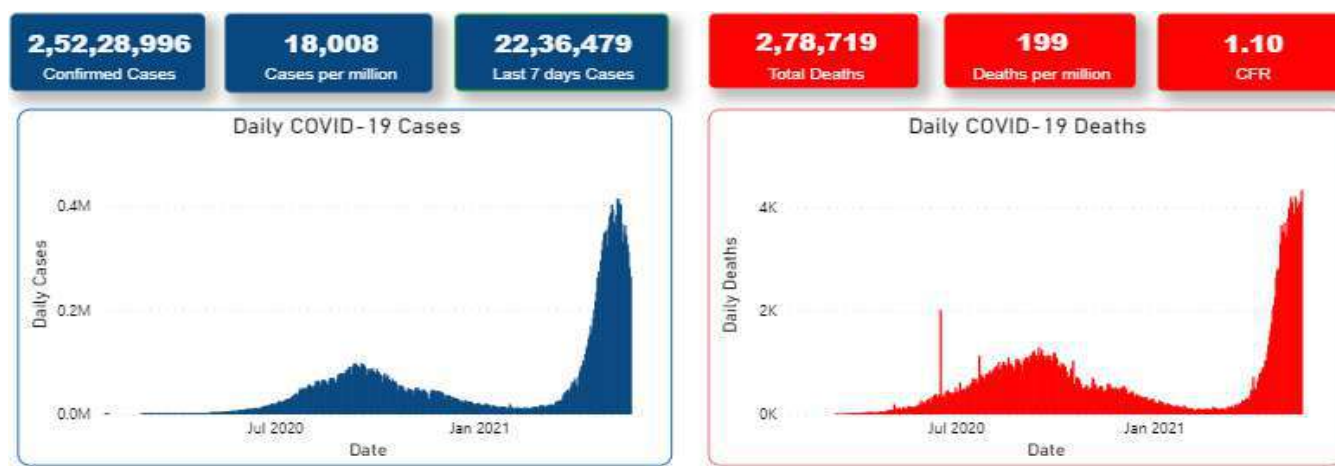 2,52,28,996
Confirmed Cases
18,008
Cases per million
22,36,479
Last 7 days Cases
2,78,719
Total Deaths
199
Deaths per million
1.10
CFR
Daily COVID-19 Cases
Daily Cases
0.4M
0.2M
0.0M
Jul 2020
Jan 2021
Date
Daily COVID-19 Deaths
Daily Deaths
4K
2K
0K
Jul 2020
Jan 2021
Date